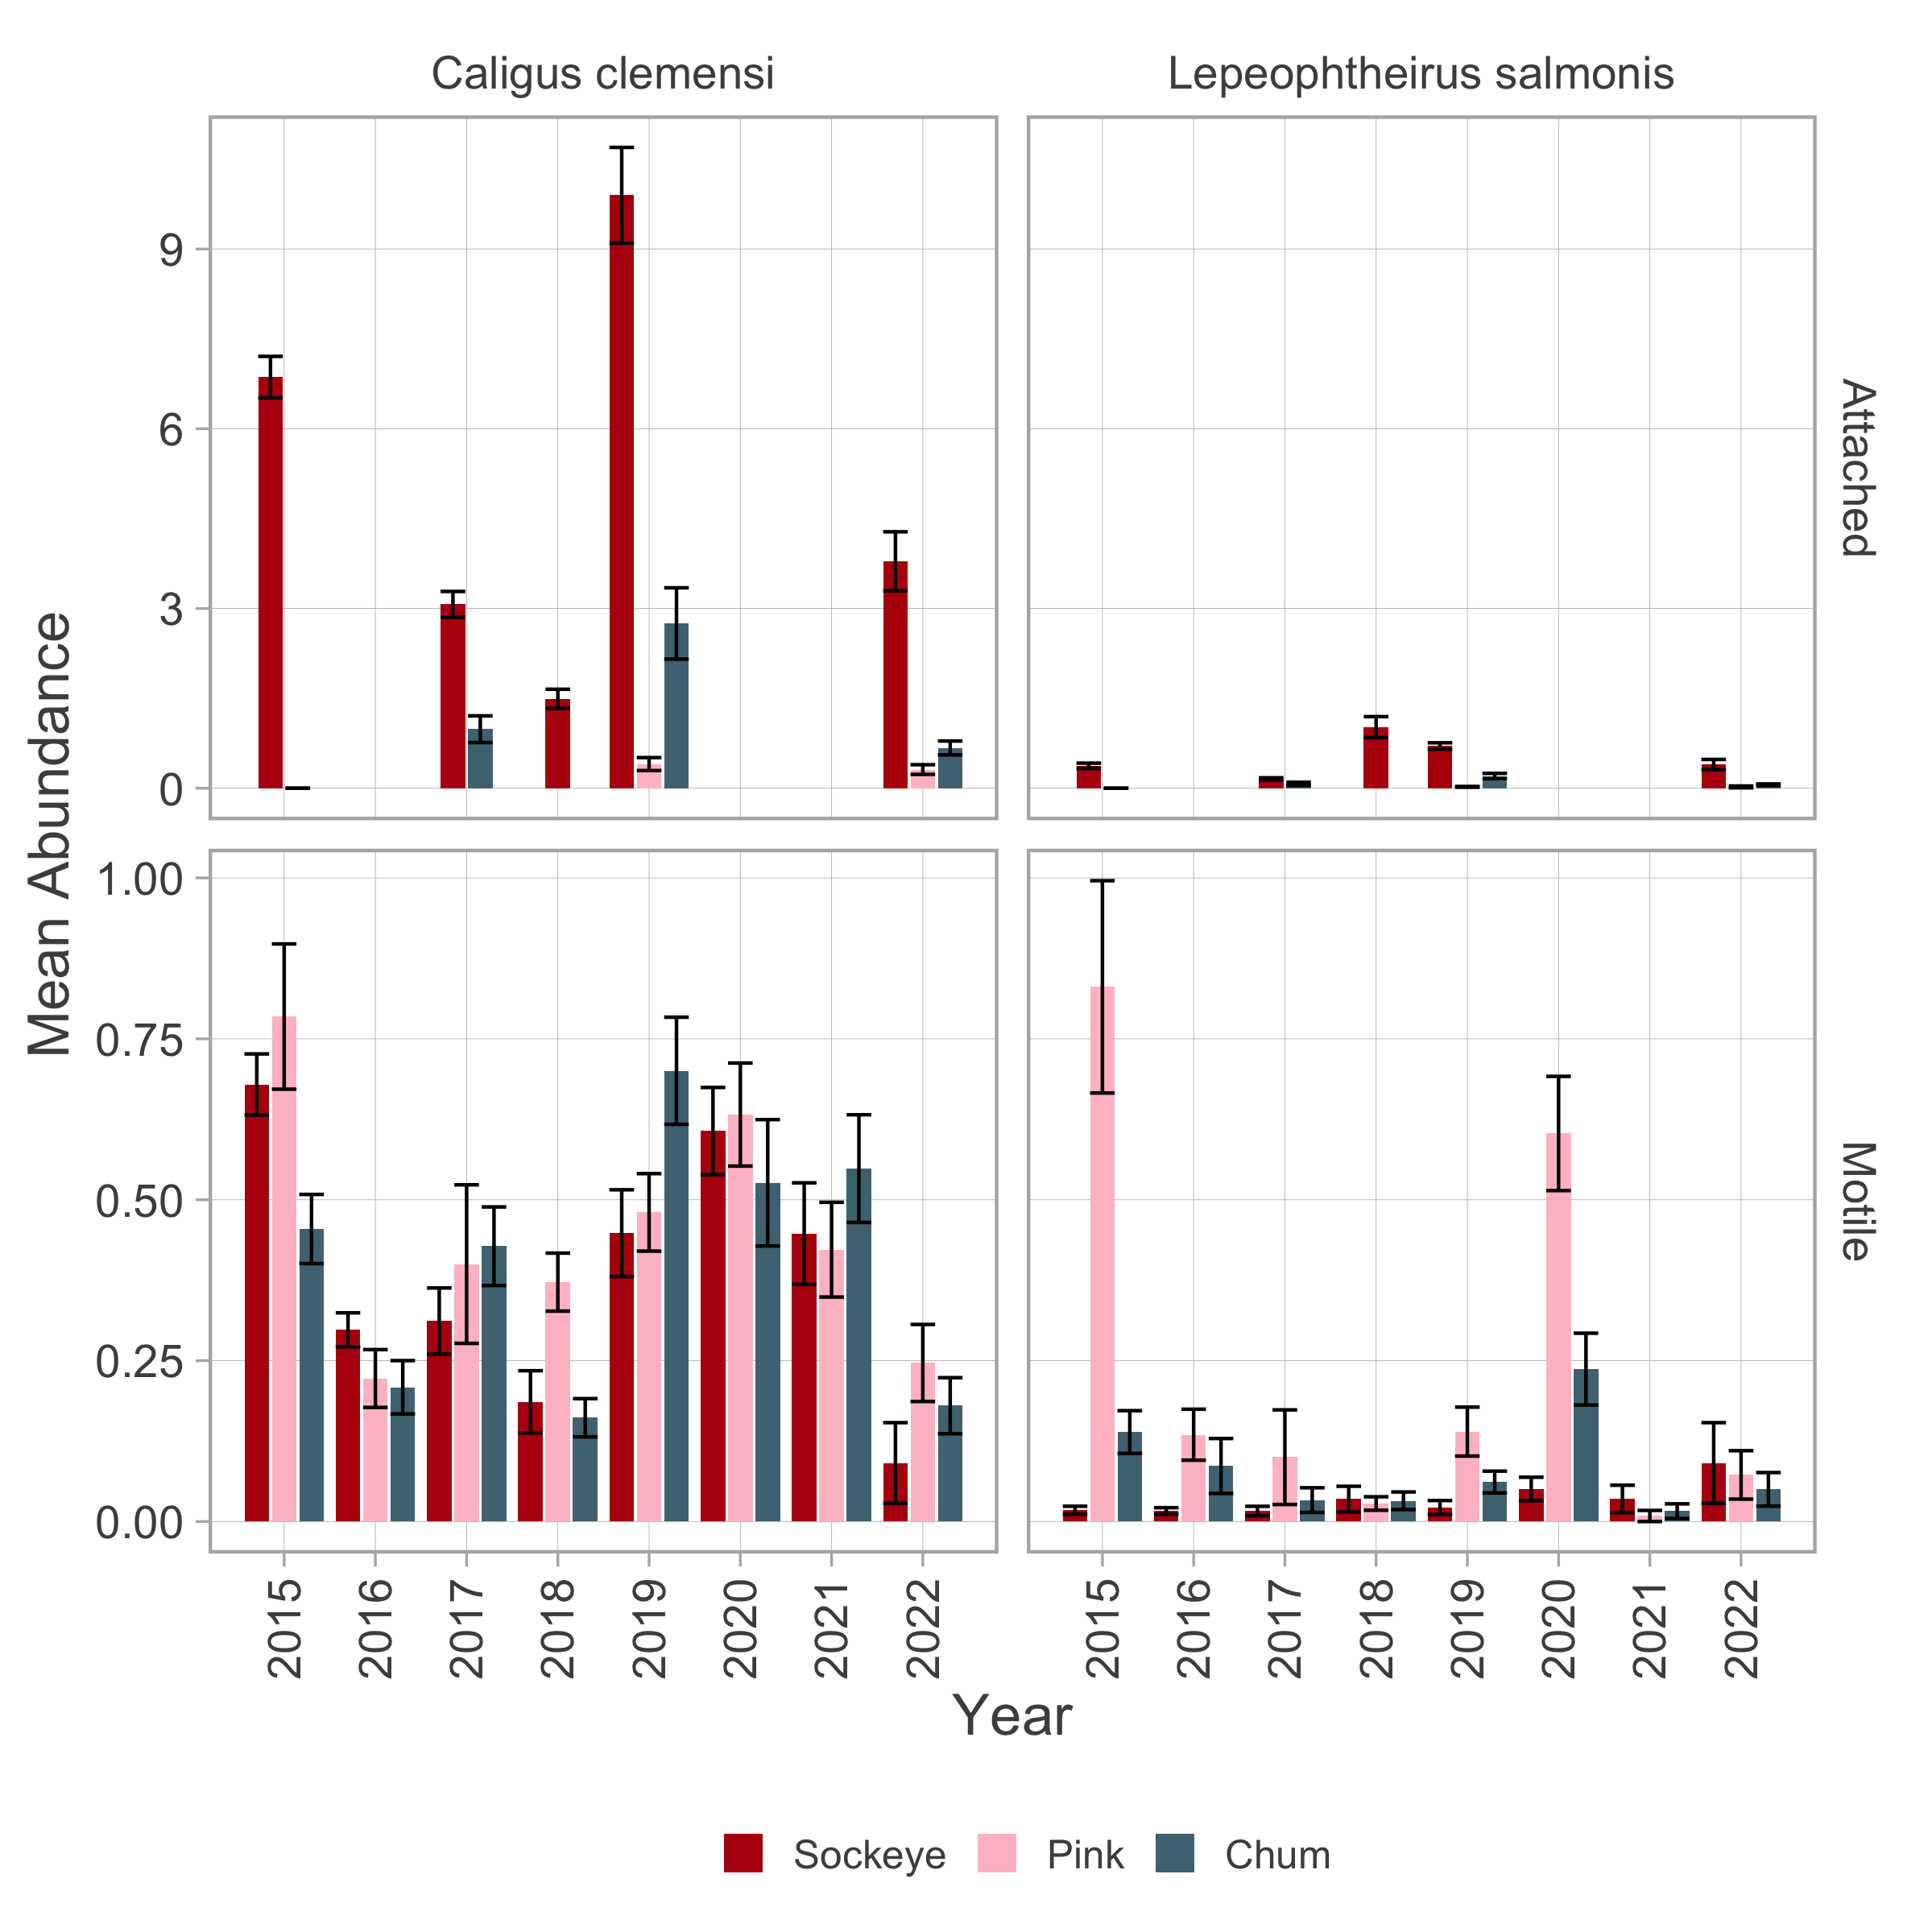 Caligus clemensi
Lepeophtheirus salmonis
Attached
9
6
3
0
Mean Abundance
Motile
1.00
0.75
0.50
0.25
0.00
2015
2016
2017
2018
2019
2020
2021
2022
2015
2016
2017
2018
2019
2020
2021
2022
Year
Sockeye
Pink
Chum